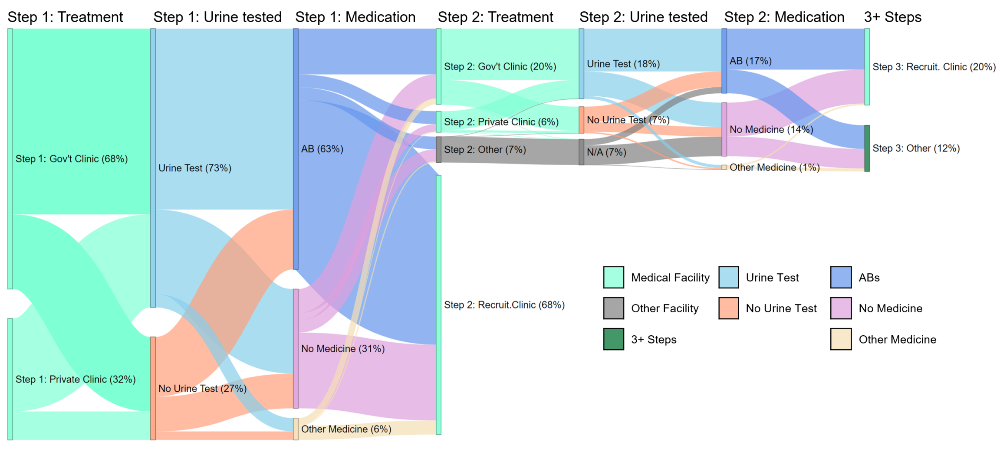 Step 1: Treatment
Step 1: Urine tested
Step 1: Medication
Step 2: Treatment
Step 2: Urine tested
Step 2: Medication
3+ Steps
Step 1: Gov't Clinic (68%)
Step 1: Private Clinic (32%)
Urine Test (73%)
No Urine Test (27%)
AB (63%)
No Medicine (31%)
Other Medicine (6%)
Step 2: Gov't Clinic (20%)
Step 2: Private Clinic (6%)
Step 2: Other (7%)
Step 2: Recruit.Clinic (68%)
Urine Test (18%)
No Urine Test (7%)
N/A (7%)
AB (17%)
No Medicine (14%)
Other Medicine (1%)
Step 3: Recruit. Clinic (20%)
Step 3: Other (12%)
Medical Facility
Urine Test
ABs
Other Facility
No Urine Test
No Medicine
3+ Steps
Other Medicine